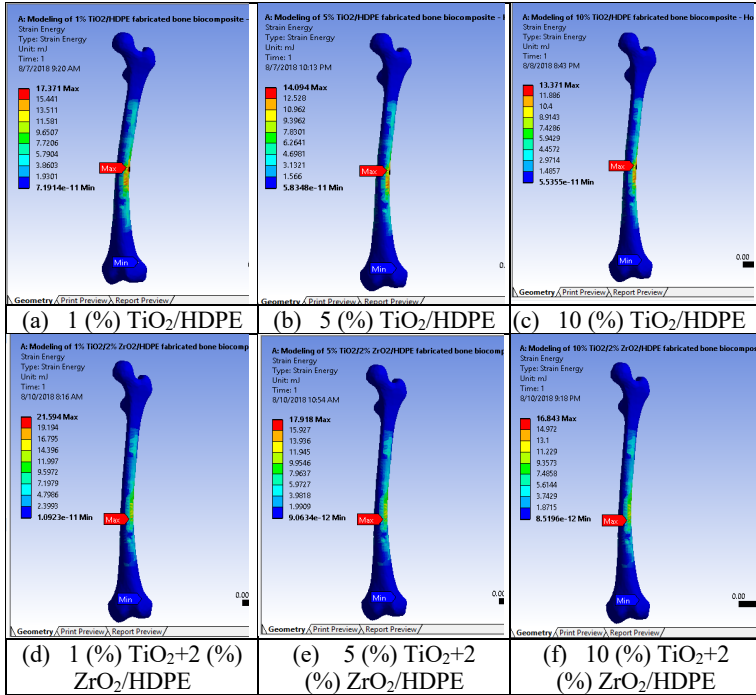 A: Modeling of 1% TiO2/HDPE fabricated bone biocomposite -
Strain Energy
Type: Strain Energy
Unit: mJ
Time: 1
8/7/2018 9:20 AM
17.371 Max
15.441
13.511
11.581
9.6507
7.7206
5.7904
3.8603
1.9301
7.1914e-11 Min
Max
Min
0.
Geometry Print Preview Report Preview
(a) 1 (%) TiO₂/HDPE
A: Modeling of 5% TiO2/HDPE fabricated bone biocomposite -
Strain Energy
Type: Strain Energy
Unit: mJ
Time: 1
8/7/2018 10:13 PM
14.094 Max
12.528
10.962
9.3962
7.8301
6.2641
4.6981
3.1321
1.566
5.8348e-11 Min
Max
Min
0.
Geometry Print Preview Report Preview
(b) 5 (%) TiO₂/HDPE
A: Modeling of 10% TiO2/HDPE fabricated bone biocomposite - Ho
Strain Energy
Type: Strain Energy
Unit: mJ
Time: 1
8/8/2018 8:43 PM
13.371 Max
11.886
10.4
8.9143
7.4286
5.9429
4.4572
2.9714
1.4857
5.5355e-11 Min
Max
Min
0.00
Geometry Print Preview Report Preview
(c) 10 (%) TiO₂/HDPE
A: Modeling of 1% TiO2/2% ZrO2/HDPE fabricated bone biocompo
Strain Energy
Type: Strain Energy
Unit: mJ
Time: 1
8/10/2018 8:16 AM
21.594 Max
19.194
16.795
14.396
11.997
9.5972
7.1979
4.7986
2.3993
1.0923e-11 Min
Max
Min
0.00
Geometry Print Preview Report Preview
(d) 1 (%) TiO₂+2 (%)
ZrO₂/HDPE
A: Modeling of 5% TiO2/2% ZrO2/HDPE fabricated bone biocomp
Strain Energy
Type: Strain Energy
Unit: mJ
Time: 1
8/10/2018 10:54 AM
17.918 Max
15.927
13.936
11.945
9.9546
7.9637
5.9727
3.9818
1.9909
9.0634e-12 Min
Max
Min
0.00
Geometry Print Preview Report Preview
(e) 5 (%) TiO₂+2
(%) ZrO₂/HDPE
A: Modeling of 10% TiO2/2% ZrO2/HDPE fabricated bone biocom
Strain Energy
Type: Strain Energy
Unit: mJ
Time: 1
8/10/2018 9:18 PM
16.843 Max
14.972
13.1
11.229
9.3573
7.4858
5.6144
3.7429
1.8715
8.5196e-12 Min
Max
Min
0.00
Geometry Print Preview Report Preview
(f) 10 (%) TiO₂+2
(%) ZrO₂/HDPE